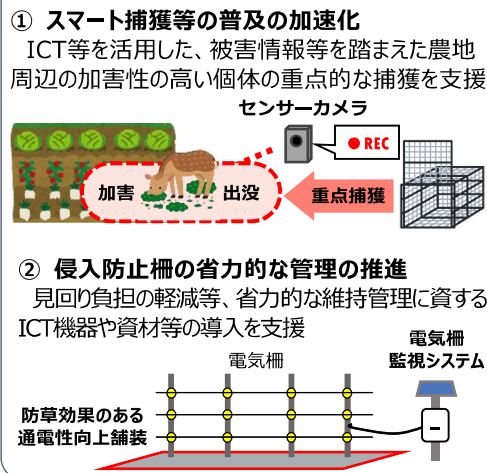 ① スマート捕獲等の普及の加速化
ICT等を活用した、被害情報等を踏まえた農地
周辺の加害性の高い個体の重点的な捕獲を支援
センサーカメラ
REC
加害
出没
重点捕獲
② 侵入防止柵の省力的な管理の推進
見回り負担の軽減等、省力的な維持管理に資する
ICT機器や資材等の導入を支援
電気柵
電気柵
監視システム
防草効果のある
通電性向上舗装